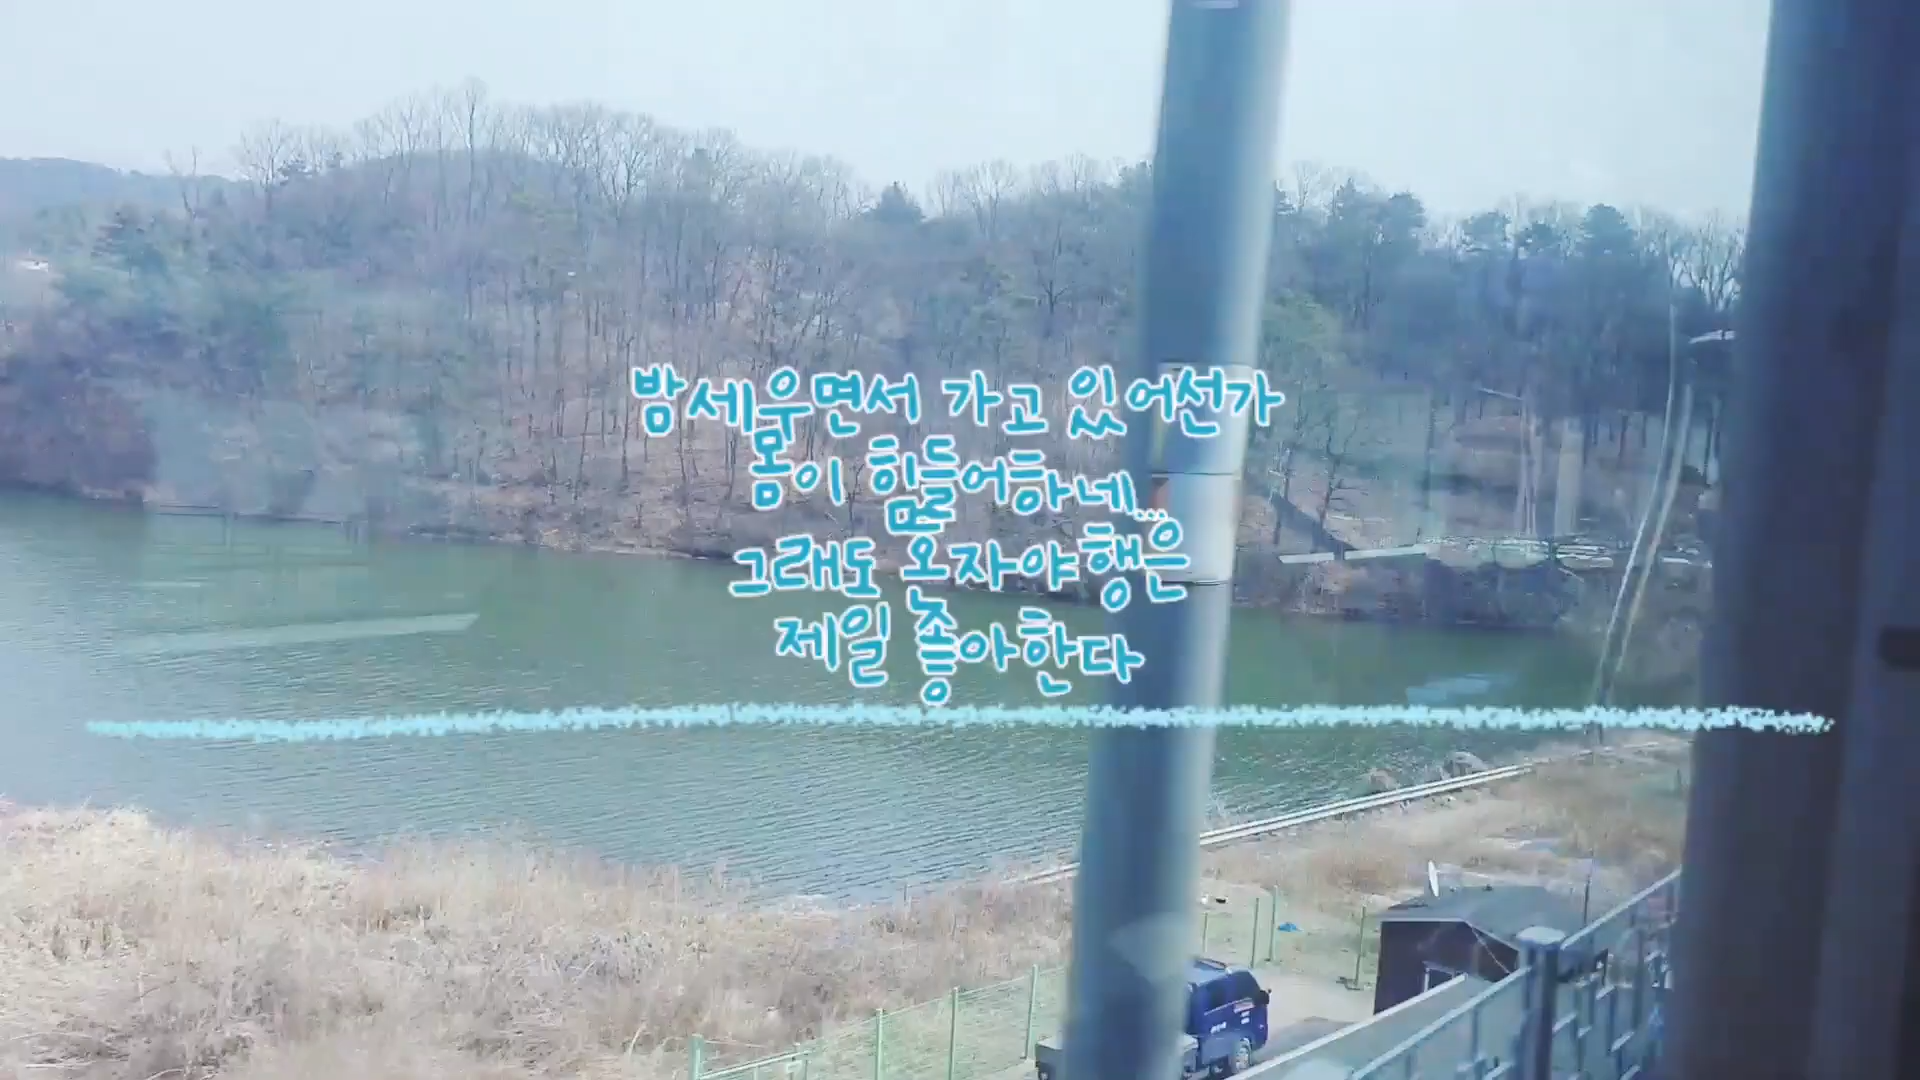 밤세우면서 가고 있어선가
몸이 힘들어하네...
그래도 혼자야행은
제일 좋아한다